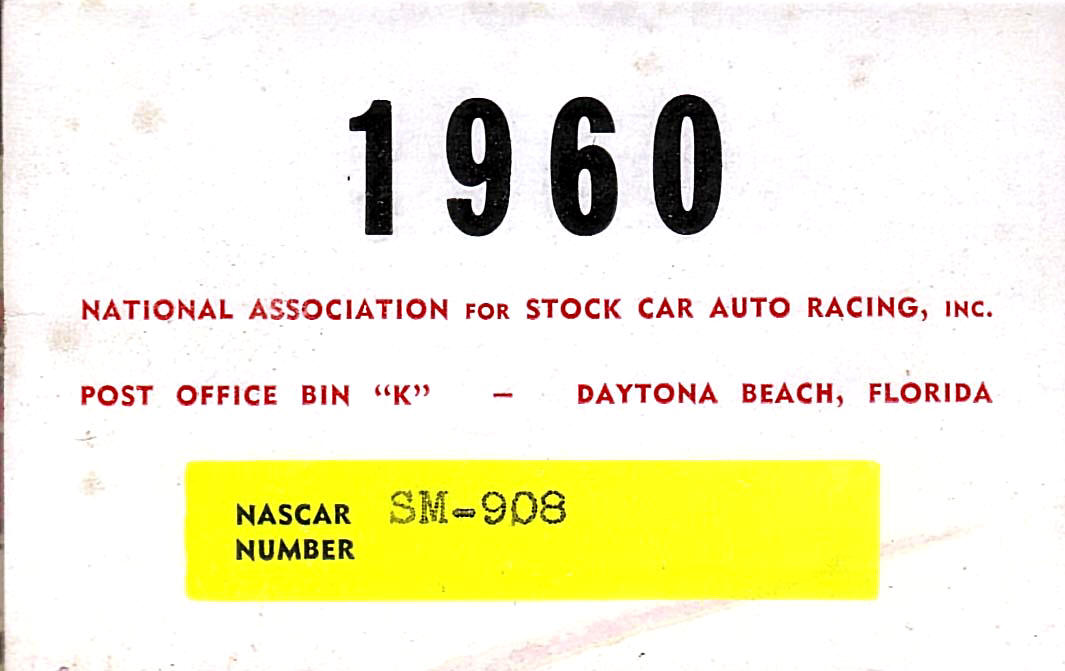 1960
NATIONAL ASSOCIATION FOR STOCK CAR AUTO RACING, INC.
POST OFFICE BIN “K” – DAYTONA BEACH, FLORIDA
NASCAR SM-908
NUMBER